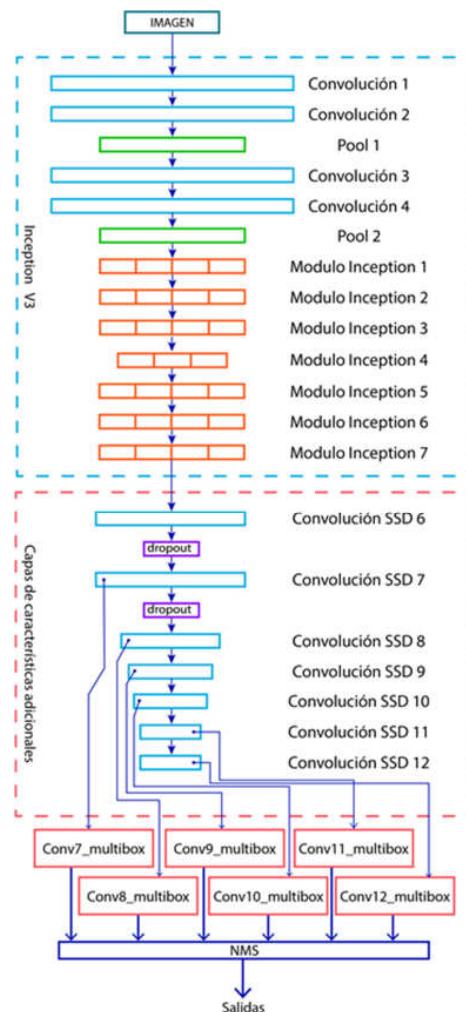 IMAGEN
Convolución 1
Convolución 2
Pool 1
Convolución 3
Convolución 4
Pool 2
Inception V3
Modulo Inception 1
Modulo Inception 2
Modulo Inception 3
Modulo Inception 4
Modulo Inception 5
Modulo Inception 6
Modulo Inception 7
Capas de características adicionales
Convolución SSD 6
dropout
Convolución SSD 7
dropout
Convolución SSD 8
Convolución SSD 9
Convolución SSD 10
Convolución SSD 11
Convolución SSD 12
Conv7_multibox
Conv9_multibox
Conv11_multibox
Conv8_multibox
Conv10_multibox
Conv12_multibox
NMS
Salidas